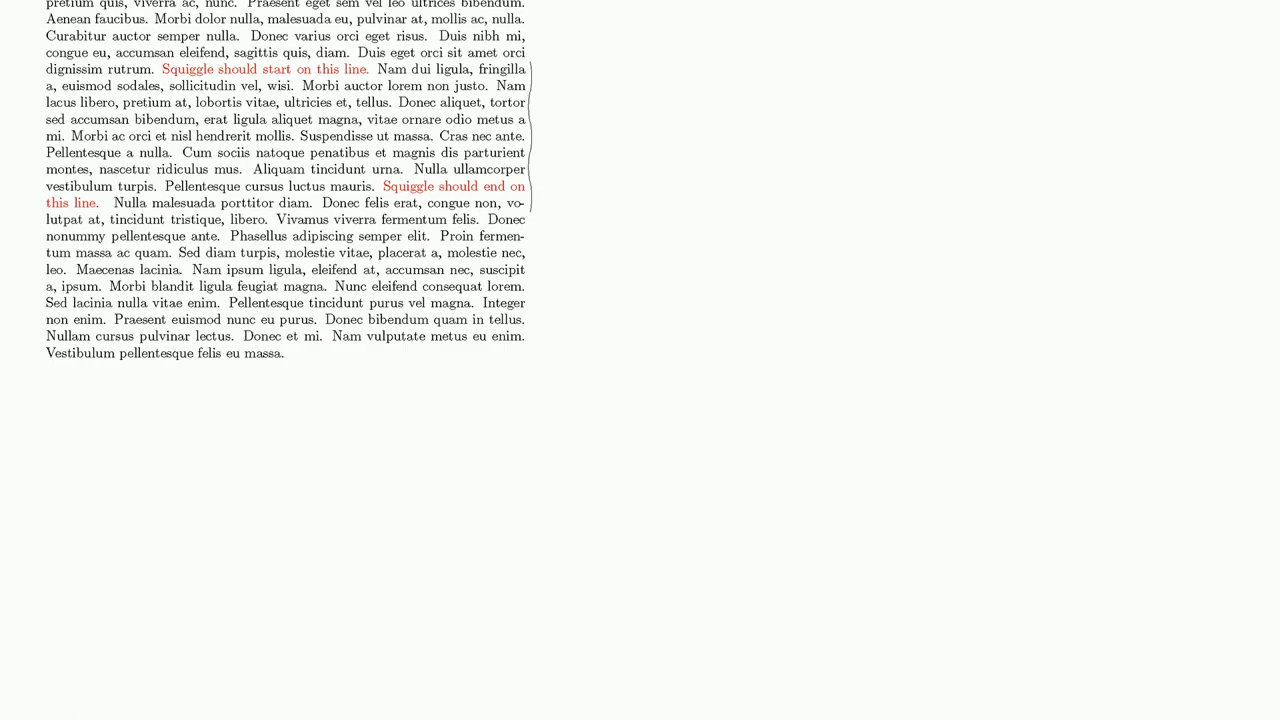 pretium quis, viverra ac, nunc. Praesent eget sem vel leo ultrices bibendum.
Aenean faucibus. Morbi dolor nulla, malesuada eu, pulvinar at, mollis ac, nulla.
Curabitur auctor semper nulla. Donec varius orci eget risus. Duis nibh mi,
congue eu, accumsan eleifend, sagittis quis, diam. Duis eget orci sit amet orci
dignissim rutrum. Squiggle should start on this line. Nam dui ligula, fringilla
a, euismod sodales, sollicitudin vel, wisi. Morbi auctor lorem non justo. Nam
lacus libero, pretium at, lobortis vitae, ultricies et, tellus. Donec aliquet, tortor
sed accumsan bibendum, erat ligula aliquet magna, vitae ornare odio metus a
mi. Morbi ac orci et nisl hendrerit mollis. Suspendisse ut massa. Cras nec ante.
Pellentesque a nulla. Cum sociis natoque penatibus et magnis dis parturient
montes, nascetur ridiculus mus. Aliquam tincidunt urna. Nulla ullamcorper
vestibulum turpis. Pellentesque cursus luctus mauris. Squiggle should end on
this line. Nulla malesuada porttitor diam. Donec felis erat, congue non, vo-
lutpat at, tincidunt tristique, libero. Vivamus viverra fermentum felis. Donec
nonummy pellentesque ante. Phasellus adipiscing semper elit. Proin fermen-
tum massa ac quam. Sed diam turpis, molestie vitae, placerat a, molestie nec,
leo. Maecenas lacinia. Nam ipsum ligula, eleifend at, accumsan nec, suscipit
a, ipsum. Morbi blandit ligula feugiat magna. Nunc eleifend consequat lorem.
Sed lacinia nulla vitae enim. Pellentesque tincidunt purus vel magna. Integer
non enim. Praesent euismod nunc eu purus. Donec bibendum quam in tellus.
Nullam cursus pulvinar lectus. Donec et mi. Nam vulputate metus eu enim.
Vestibulum pellentesque felis eu massa.